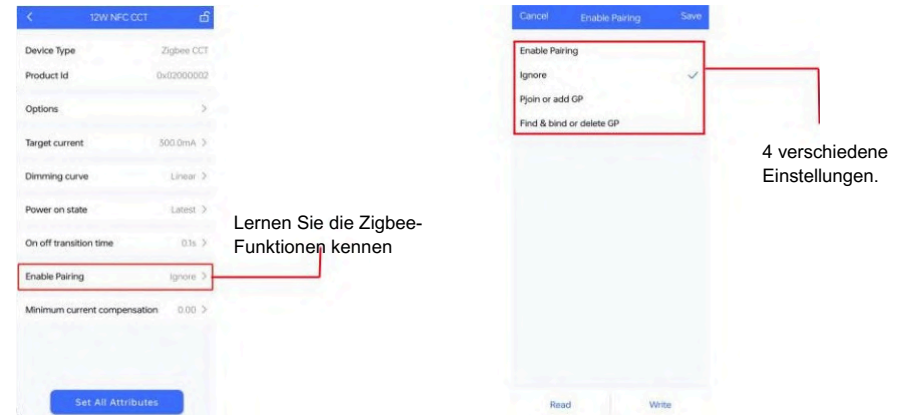 12W NFC CCT
Device Type Zigbee CCT
Product Id 0x02000002
Options
Target current 300.0mA
Dimming curve Linear
Power on state Latest
On off transition time 0.1s
Enable Pairing Ignore
Minimum current compensation 0.00
Set All Attributes
Lernen Sie die Zigbee-
Funktionen kennen
Cancel Enable Pairing Save
Enable Pairing
Ignore
Pjoin or add GP
Find & bind or delete GP
Read Write
4 verschiedene
Einstellungen.